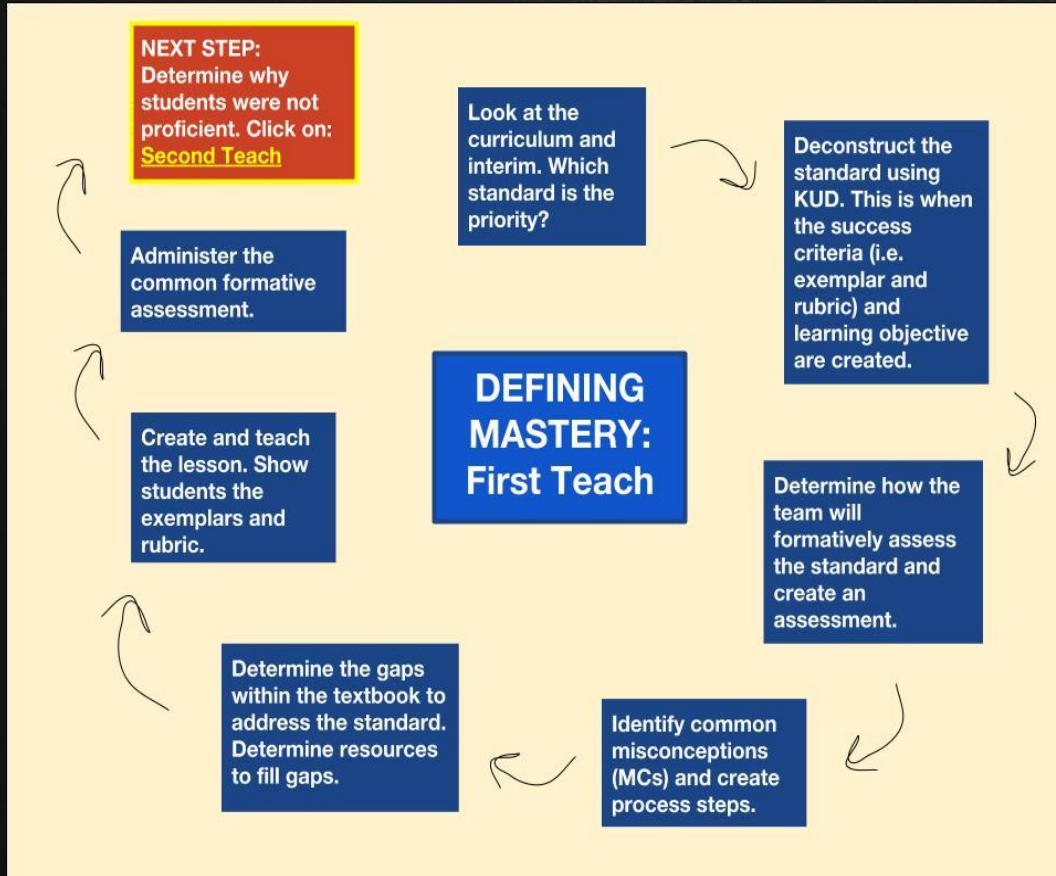 Look at the
curriculum and
interim. Which
standard is the
priority?
Deconstruct the
standard using
KUD. This is when
the success
criteria (i.e.
exemplar and
rubric) and
learning objective
are created.
Determine how the
team will
formatively assess
the standard and
create an
assessment.
Identify common
misconceptions
(MCs) and create
process steps.
Determine the gaps
within the textbook to
address the standard.
Determine resources
to fill gaps.
Create and teach
the lesson. Show
students the
exemplars and
rubric.
Administer the
common formative
assessment.
NEXT STEP:
Determine why
students were not
proficient. Click on:
Second Teach
DEFINING
MASTERY:
First Teach